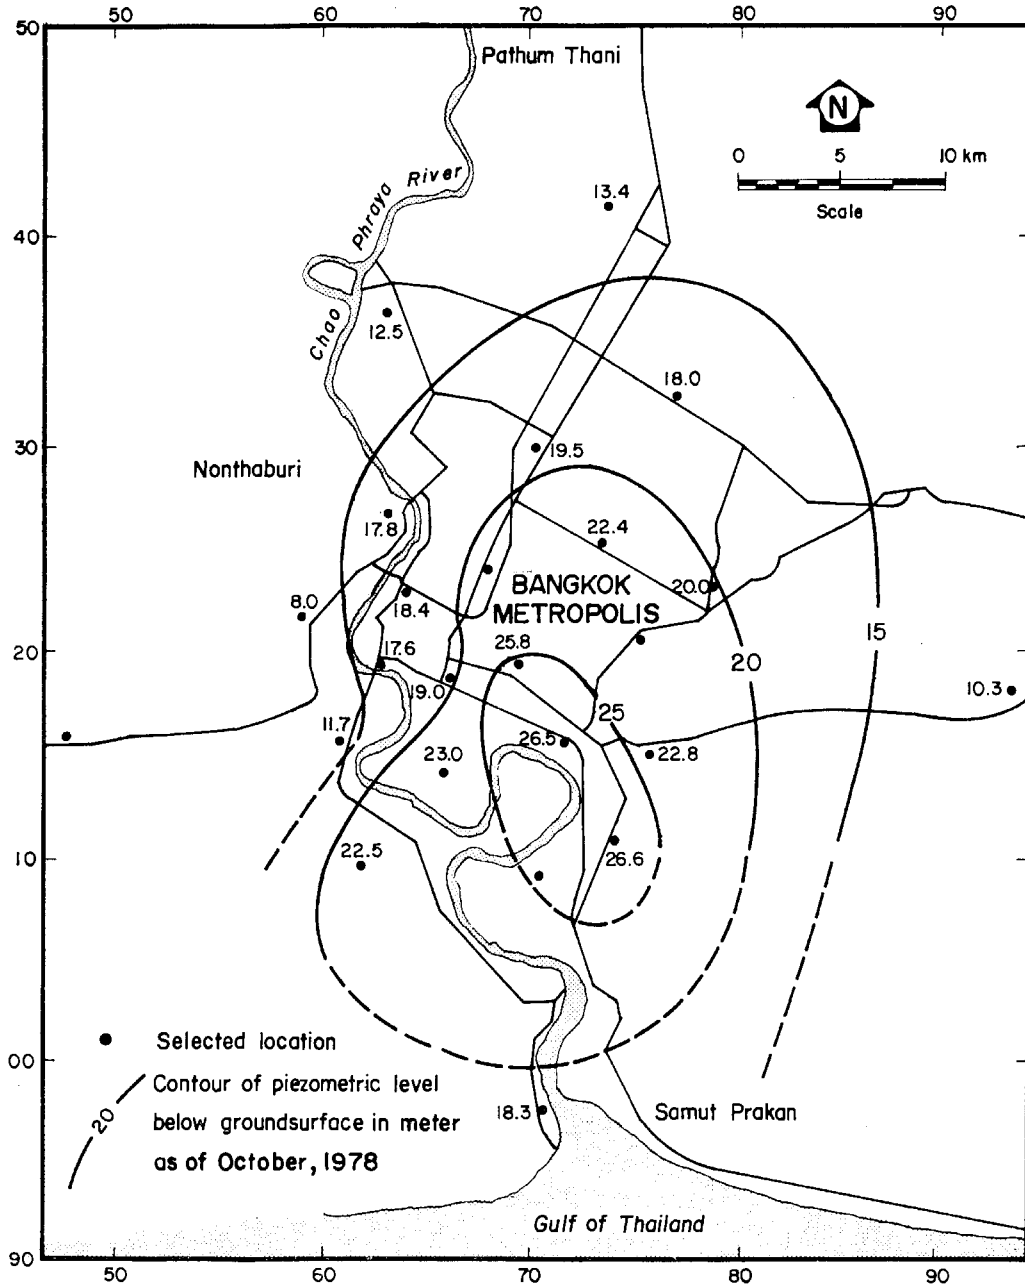 50 60 70 80 90
50
Pathum Thani
N
0 5 10 km
Scale
Chao Phraya River
13.4
40
12.5
18.0
30
19.5
Nonthaburi
17.8
22.4
BANGKOK
METROPOLIS
20.0
8.0
18.4
15
20
17.6
25.8
20
19.0
10.3
25
11.7
26.5
23.0
22.8
10
22.5
26.6
00
Selected location
20
Contour of piezometric level
below groundsurface in meter
as of October, 1978
18.3
Samut Prakan
Gulf of Thailand
90
50 60 70 80 90